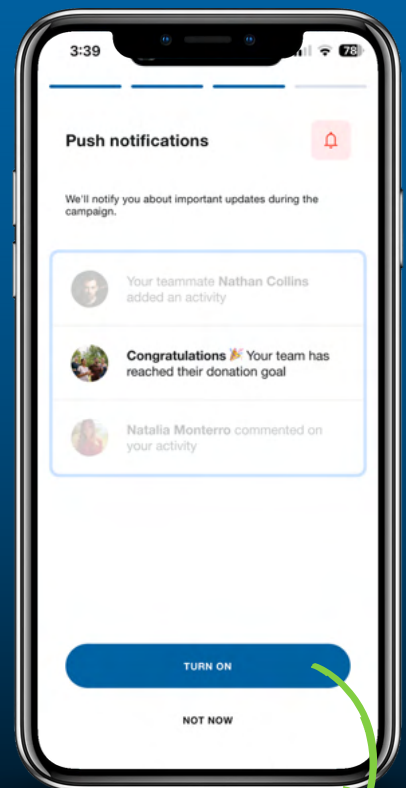 3:39
78
Push notifications
We'll notify you about important updates during the
campaign.
Your teammate Nathan Collins
added an activity
Congratulations 🎉 Your team has
reached their donation goal
Natalia Monterro commented on
your activity
TURN ON
NOT NOW